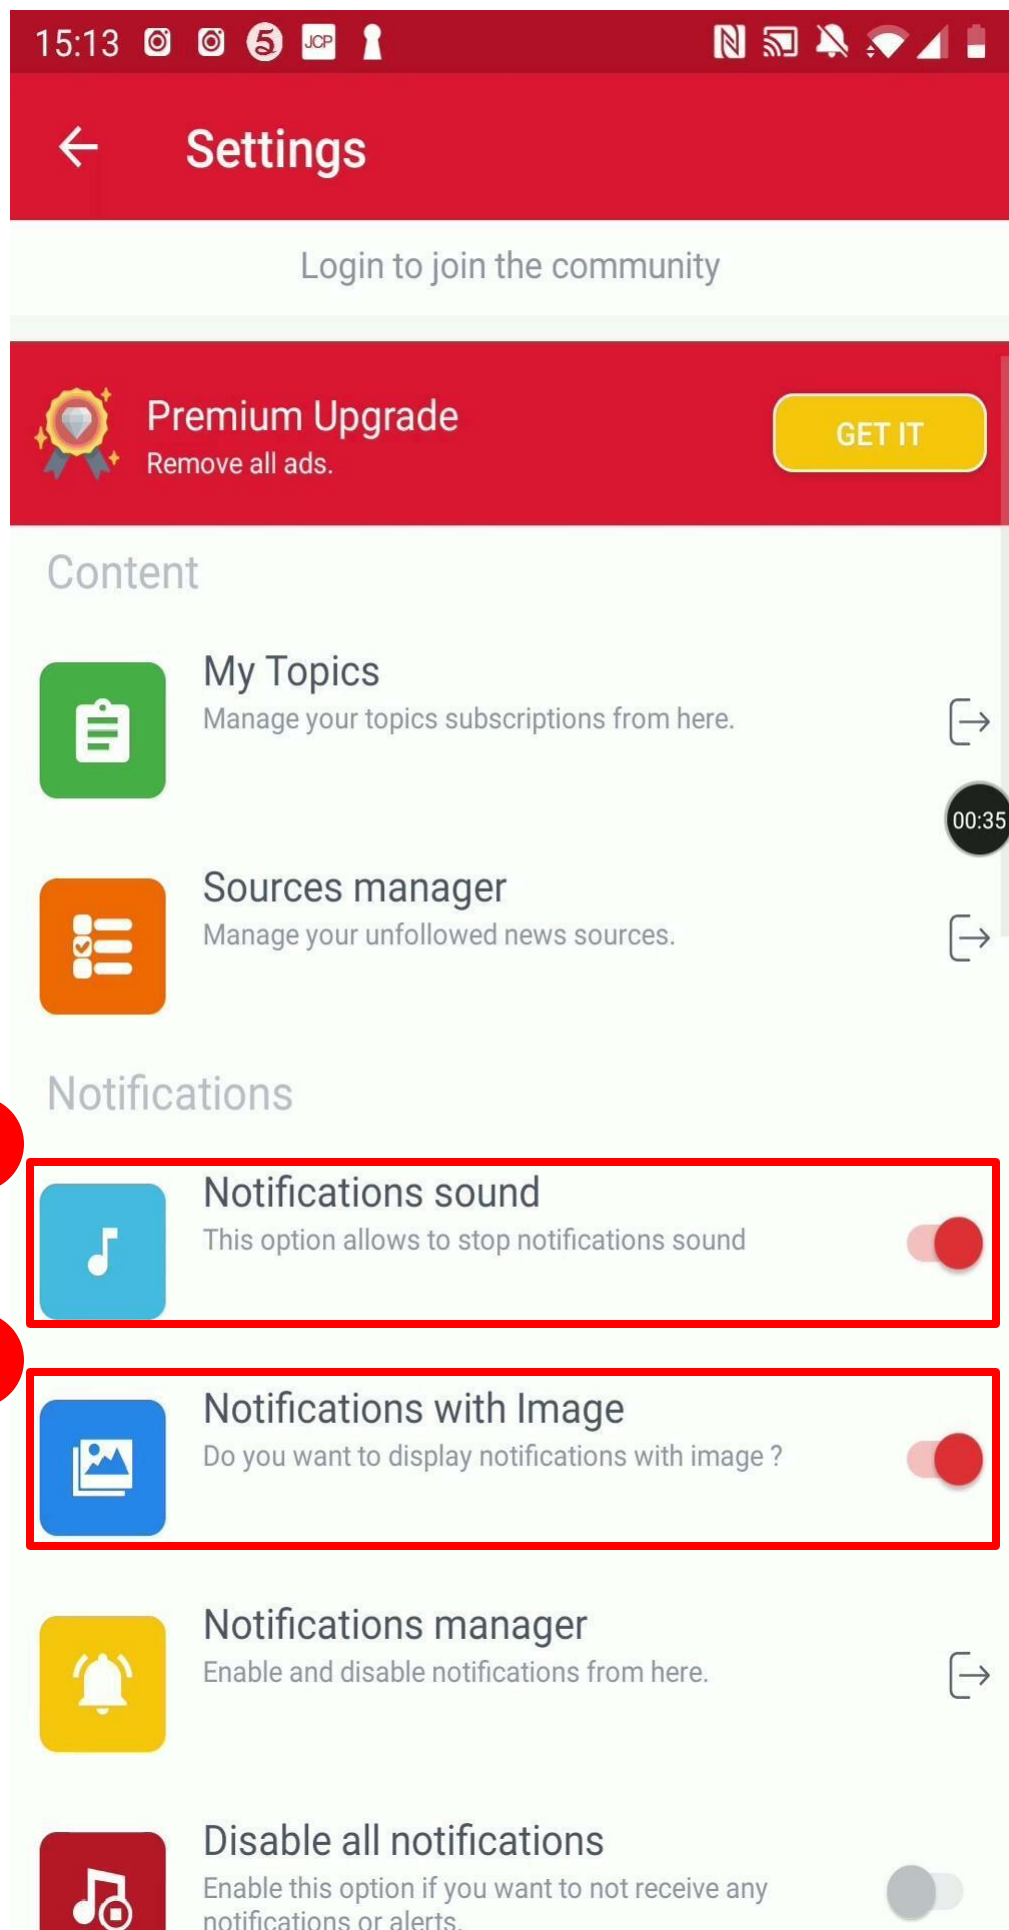 15:13 5 JCP
Settings
Login to join the community
Premium Upgrade
Remove all ads.
GET IT
Content
My Topics
Manage your topics subscriptions from here.
00:35
Sources manager
Manage your unfollowed news sources.
Notifications
Notifications sound
This option allows to stop notifications sound
Notifications with Image
Do you want to display notifications with image ?
Notifications manager
Enable and disable notifications from here.
Disable all notifications
Enable this option if you want to not receive any
notifications or alerts.